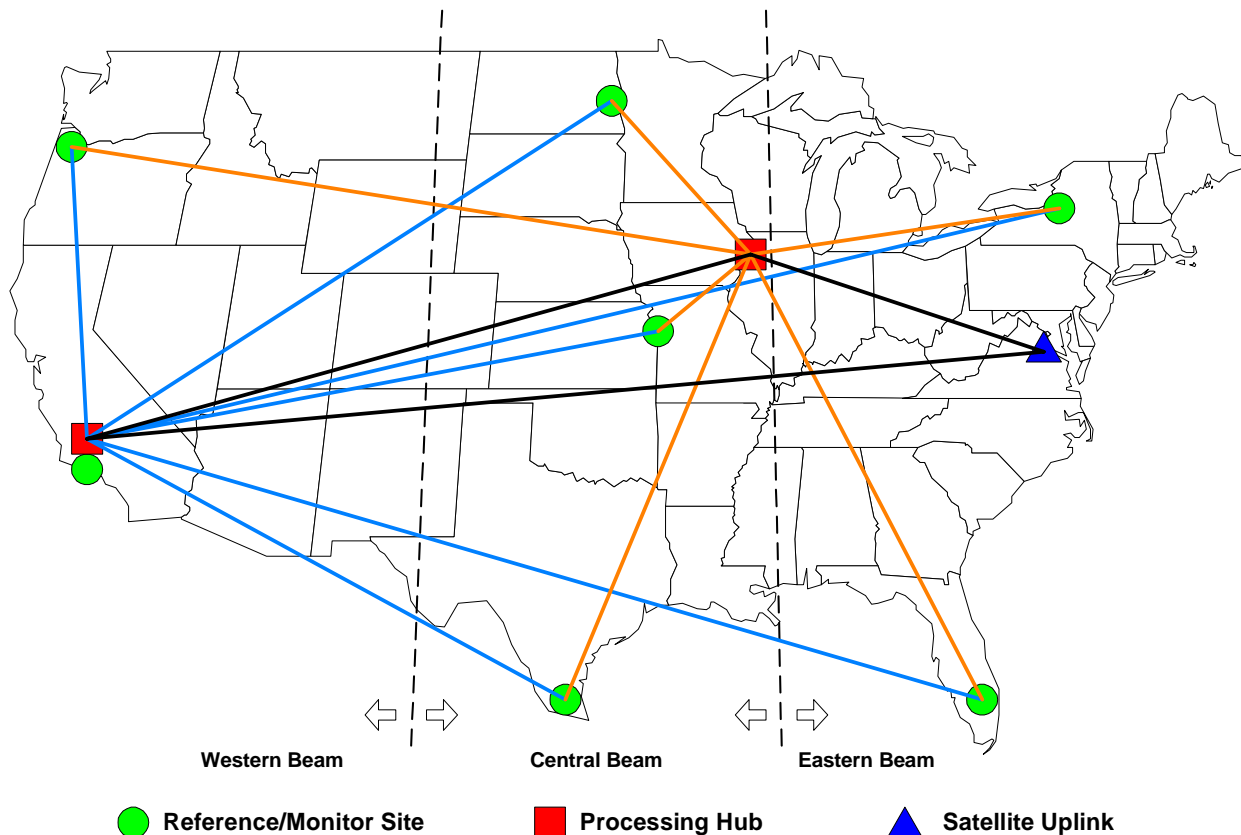 Western Beam
Central Beam
Eastern Beam
Reference/Monitor Site
Processing Hub
Satellite Uplink